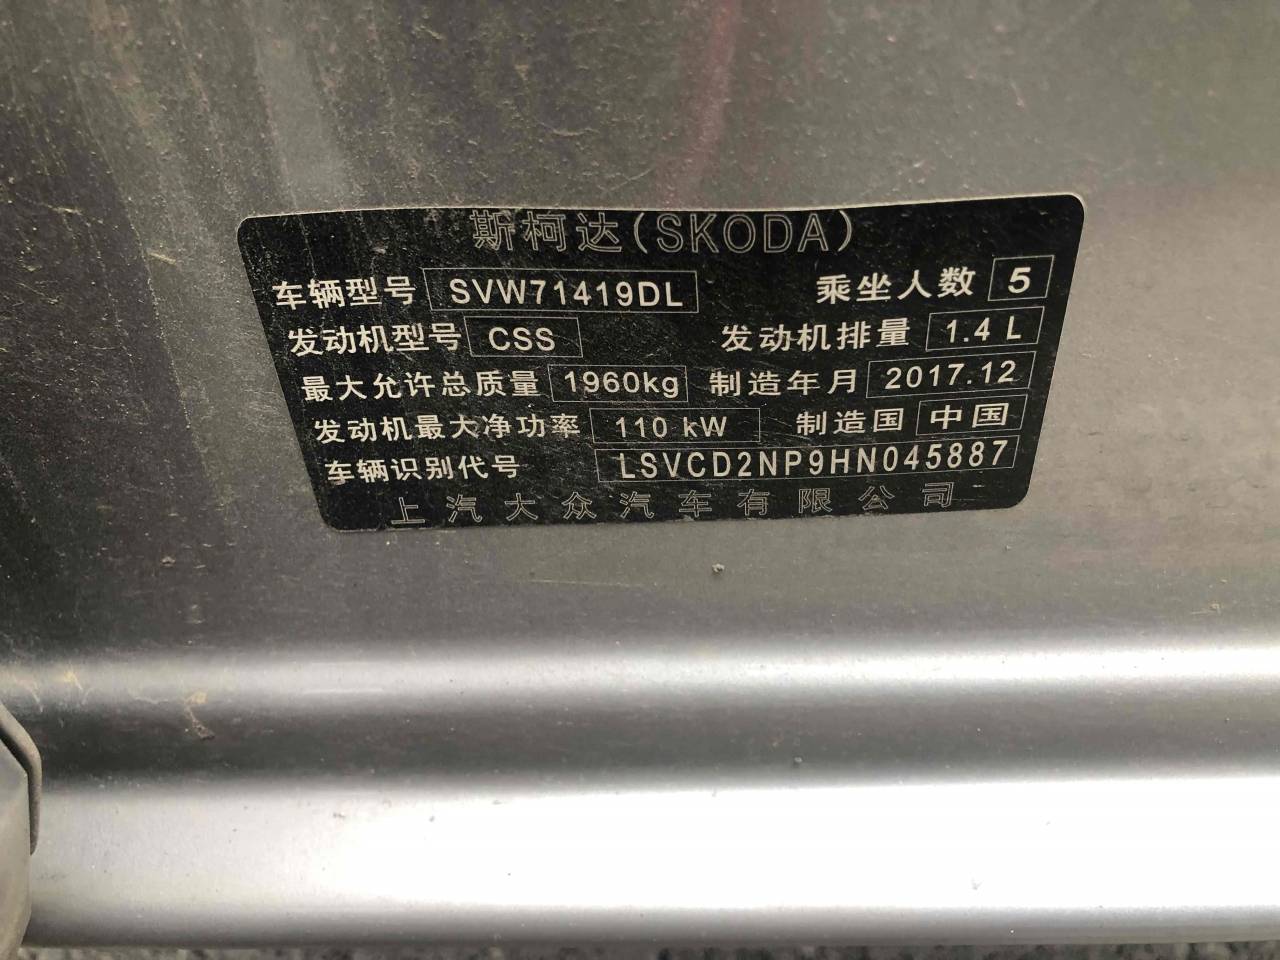 斯柯达(SKODA)
车辆型号 SVW71419DL 乘坐人数 5
发动机型号 CSS 发动机排量 1.4 L
最大允许总质量 1960kg 制造年月 2017.12
发动机最大净功率 110 kW 制造国 中国
车辆识别代号 LSVCD2NP9HN045887
上汽大众汽车有限公司